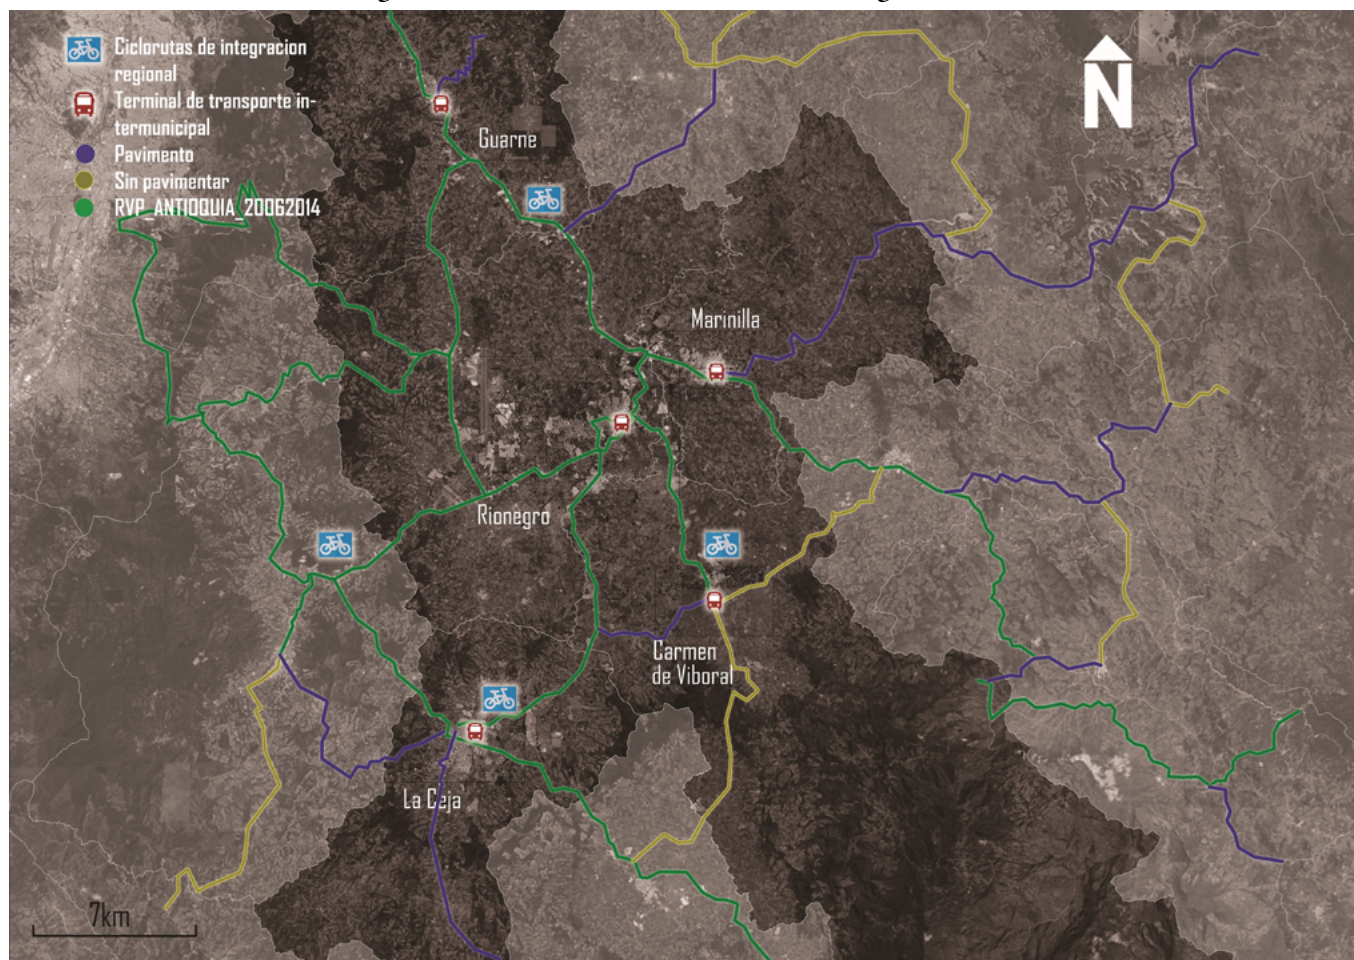 Ciclorutas de integracion
regional
Terminal de transporte in-
termunicipal
Pavimento
Sin pavimentar
RVP_ANTIOQUIA_20062014
N
Guarne
Marinilla
Rionegro
Carmen
de Viboral
La Ceja
7km